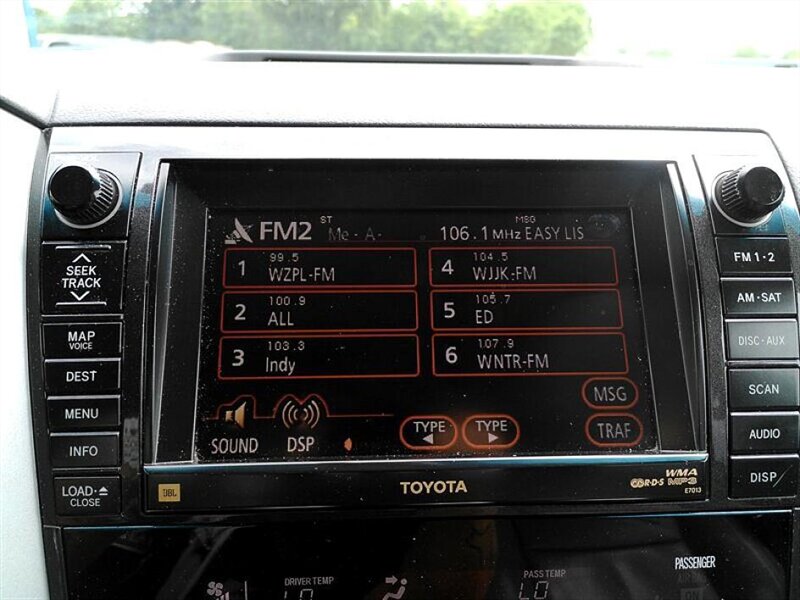 FM2 ST
106.1 MHz MSG EASY LIS
1 99.5 WZPL-FM
4 104.5 WJJK-FM
2 100.9 ALL
5 105.7 ED
3 103.3 Indy
6 107.9 WNTR-FM
MSG
SOUND
DSP
TYPE
TYPE
TRAF
SEEK
TRACK
MAP
VOICE
DEST
MENU
INFO
LOAD
CLOSE
FM 1·2
AM·SAT
DISC·AUX
SCAN
AUDIO
DISP
JBL
TOYOTA
WMA
R·D·S MP3
E7013
DRIVER TEMP
LO
PASS TEMP
LO
PASSENGER